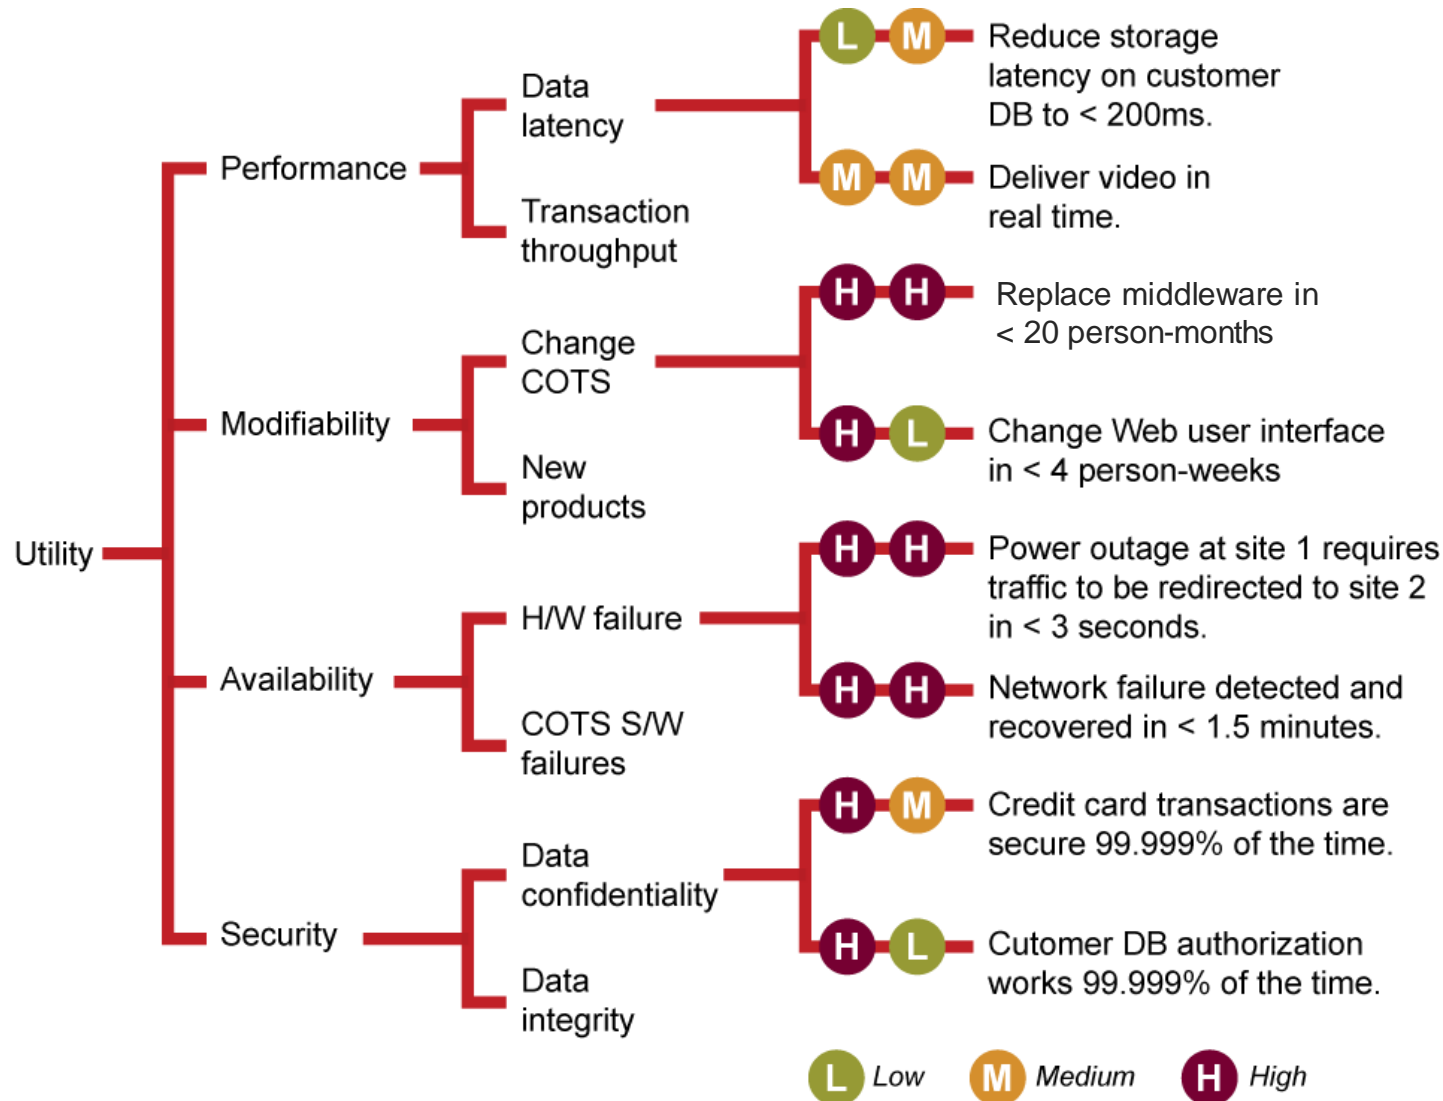 Utility
Performance
Data
latency
L M Reduce storage
latency on customer
DB to < 200ms.
M M Deliver video in
real time.
Transaction
throughput
Modifiability
Change
COTS
H H Replace middleware in
< 20 person-months
H L Change Web user interface
in < 4 person-weeks
New
products
Availability
H/W failure
H H Power outage at site 1 requires
traffic to be redirected to site 2
in < 3 seconds.
H H Network failure detected and
recovered in < 1.5 minutes.
COTS S/W
failures
Security
Data
confidentiality
H M Credit card transactions are
secure 99.999% of the time.
H L Cutomer DB authorization
works 99.999% of the time.
Data
integrity
L Low M Medium H High